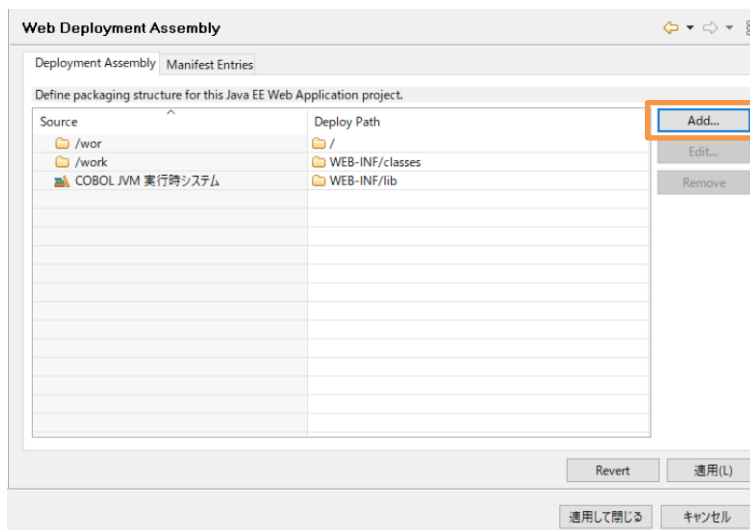 Web Deployment Assembly
Deployment Assembly Manifest Entries
Define packaging structure for this Java EE Web Application project.
Source Deploy Path
/wor /
/work WEB-INF/classes
COBOL JVM 実行時システム WEB-INF/lib
Add...
Edit...
Remove
Revert 適用(L)
適用して閉じる キャンセル